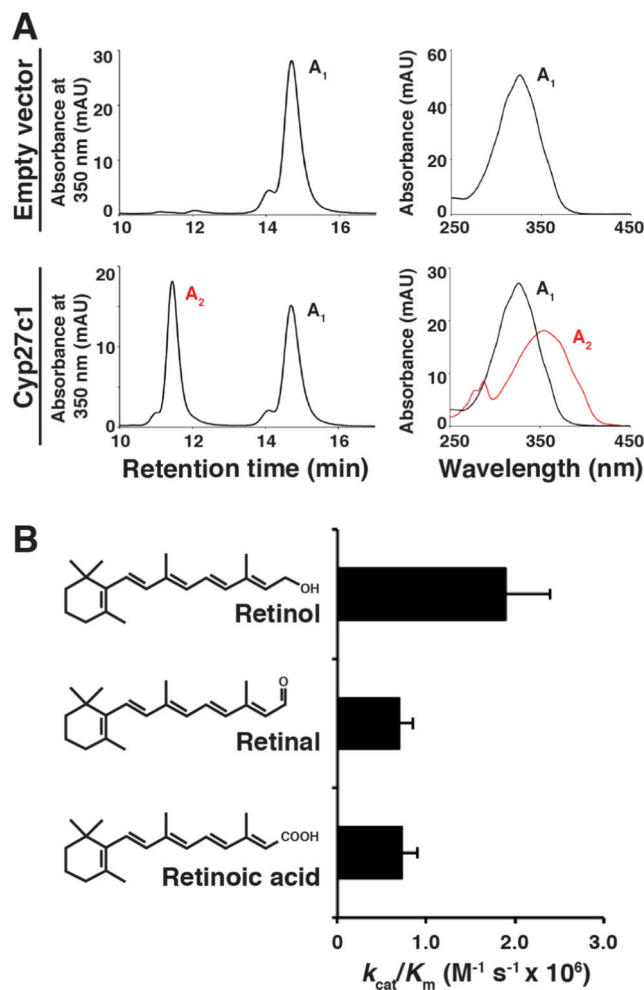 A
Empty vector
Absorbance at
350 nm (mAU)
30
20
10
0
10 12 14 16
A1
Absorbance (mAU)
60
40
20
0
250 350 450
A1
Cyp27c1
Absorbance at
350 nm (mAU)
20
10
0
10 12 14 16
A2
A1
Retention time (min)
Absorbance (mAU)
30
20
10
0
250 350 450
A1
A2
Wavelength (nm)
B
OH
Retinol
O
Retinal
COOH
Retinoic acid
0 1.0 2.0 3.0
kcat/Km (M-1 s-1 x 106)